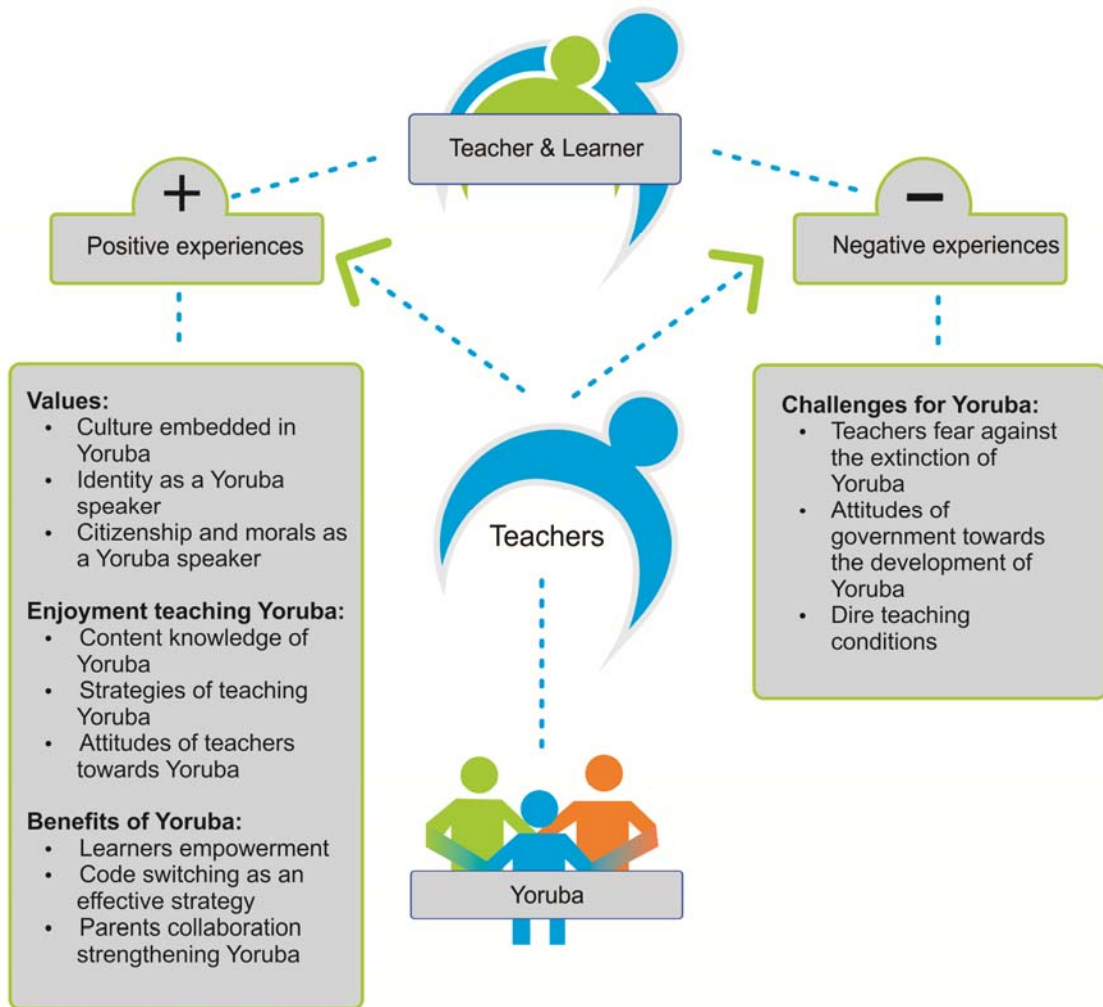 Teacher & Learner
+
Positive experiences
–
Negative experiences
Values:
• Culture embedded in
Yoruba
• Identity as a Yoruba
speaker
• Citizenship and morals as
a Yoruba speaker
Enjoyment teaching Yoruba:
• Content knowledge of
Yoruba
• Strategies of teaching
Yoruba
• Attitudes of teachers
towards Yoruba
Benefits of Yoruba:
• Learners empowerment
• Code switching as an
effective strategy
• Parents collaboration
strengthening Yoruba
Teachers
Yoruba
Challenges for Yoruba:
• Teachers fear against
the extinction of
Yoruba
• Attitudes of
government towards
the development of
Yoruba
• Dire teaching
conditions